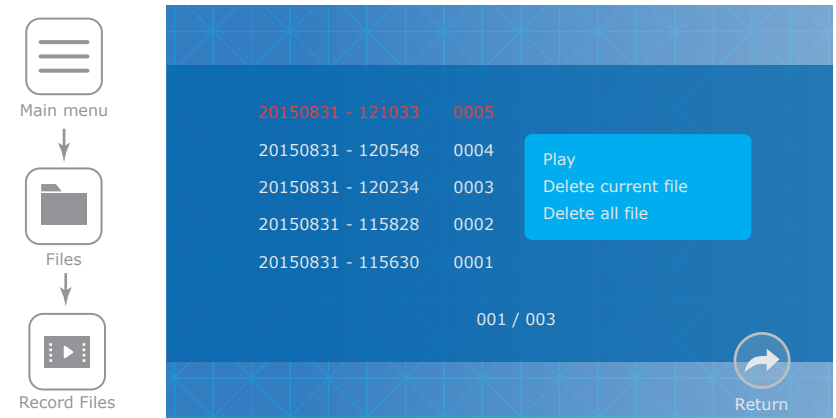 Main menu
Files
Record Files
20150831 - 121033 0005
20150831 - 120548 0004
20150831 - 120234 0003
20150831 - 115828 0002
20150831 - 115630 0001
Play
Delete current file
Delete all file
001 / 003
Return